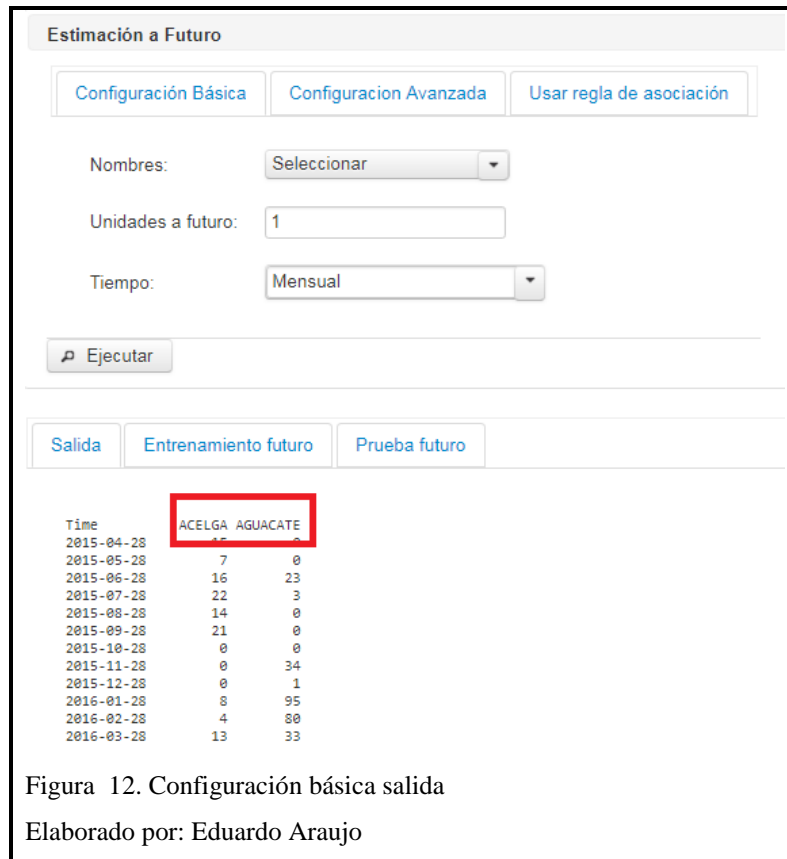 Estimación a Futuro
Configuración Básica Configuracion Avanzada Usar regla de asociación
Nombres: Seleccionar
Unidades a futuro: 1
Tiempo: Mensual
Ejecutar
Salida Entrenamiento futuro Prueba futuro
Time ACELGA AGUACATE
2015-04-28 15 0
2015-05-28 7 0
2015-06-28 16 23
2015-07-28 22 3
2015-08-28 14 0
2015-09-28 21 0
2015-10-28 0 0
2015-11-28 0 34
2015-12-28 0 1
2016-01-28 8 95
2016-02-28 4 80
2016-03-28 13 33
Figura 12. Configuración básica salida
Elaborado por: Eduardo Araujo